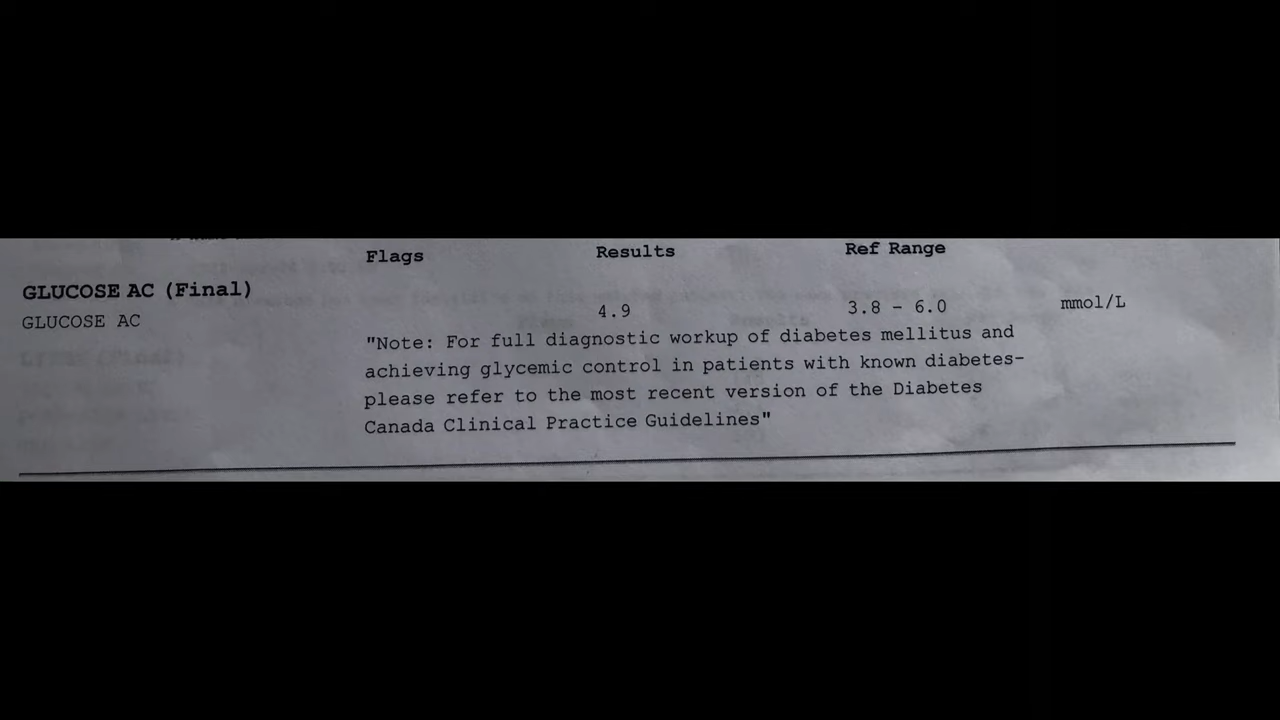 Flags Results Ref Range
GLUCOSE AC (Final)
GLUCOSE AC 4.9 3.8 - 6.0 mmol/L
"Note: For full diagnostic workup of diabetes mellitus and
achieving glycemic control in patients with known diabetes-
please refer to the most recent version of the Diabetes
Canada Clinical Practice Guidelines"